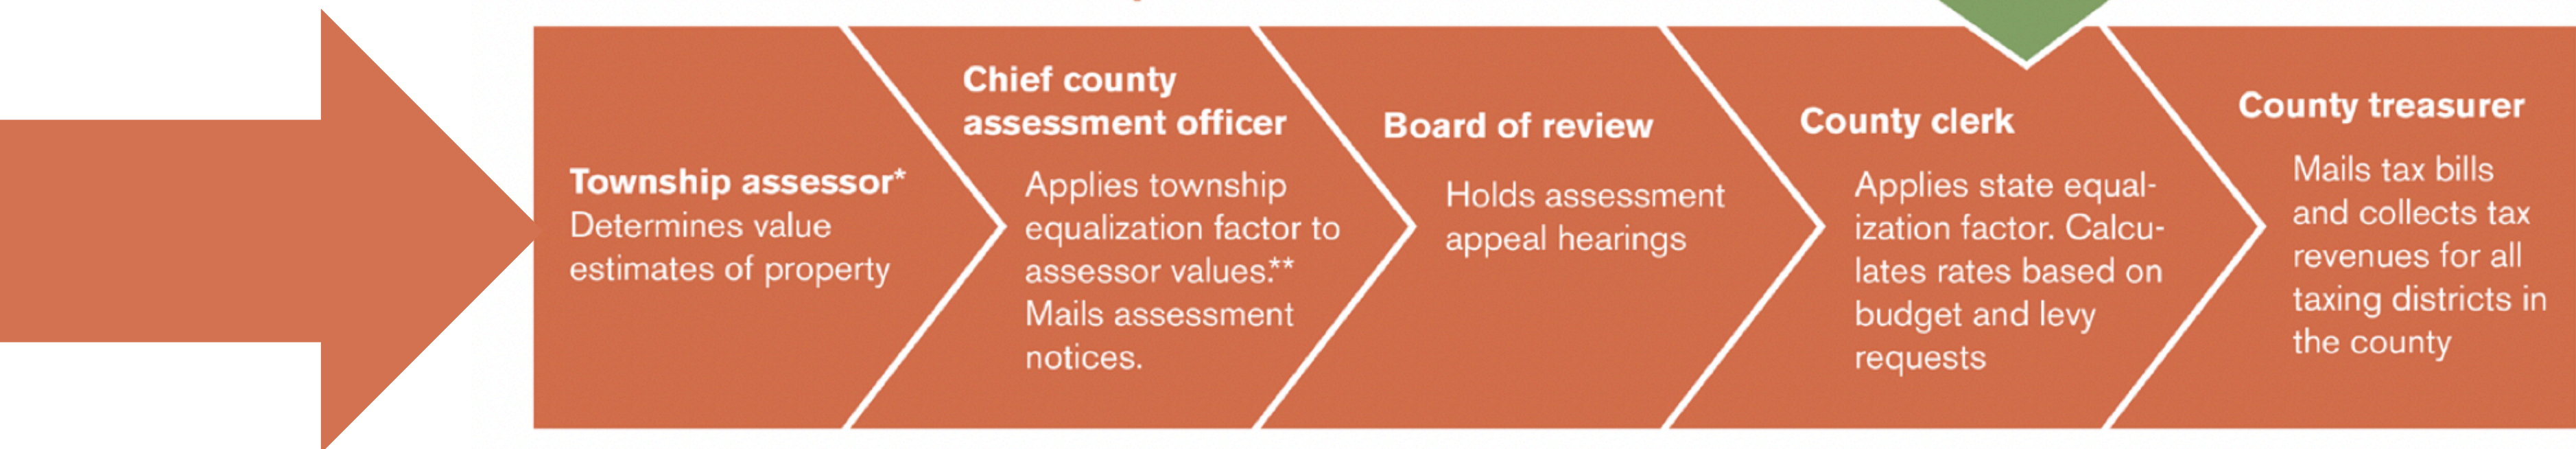 Township assessor*
Determines value
estimates of property
Chief county
assessment officer
Applies township
equalization factor to
assessor values.**
Mails assessment
notices.
Board of review
Holds assessment
appeal hearings
County clerk
Applies state equal-
ization factor. Calcu-
lates rates based on
budget and levy
requests
County treasurer
Mails tax bills
and collects tax
revenues for all
taxing districts in
the county